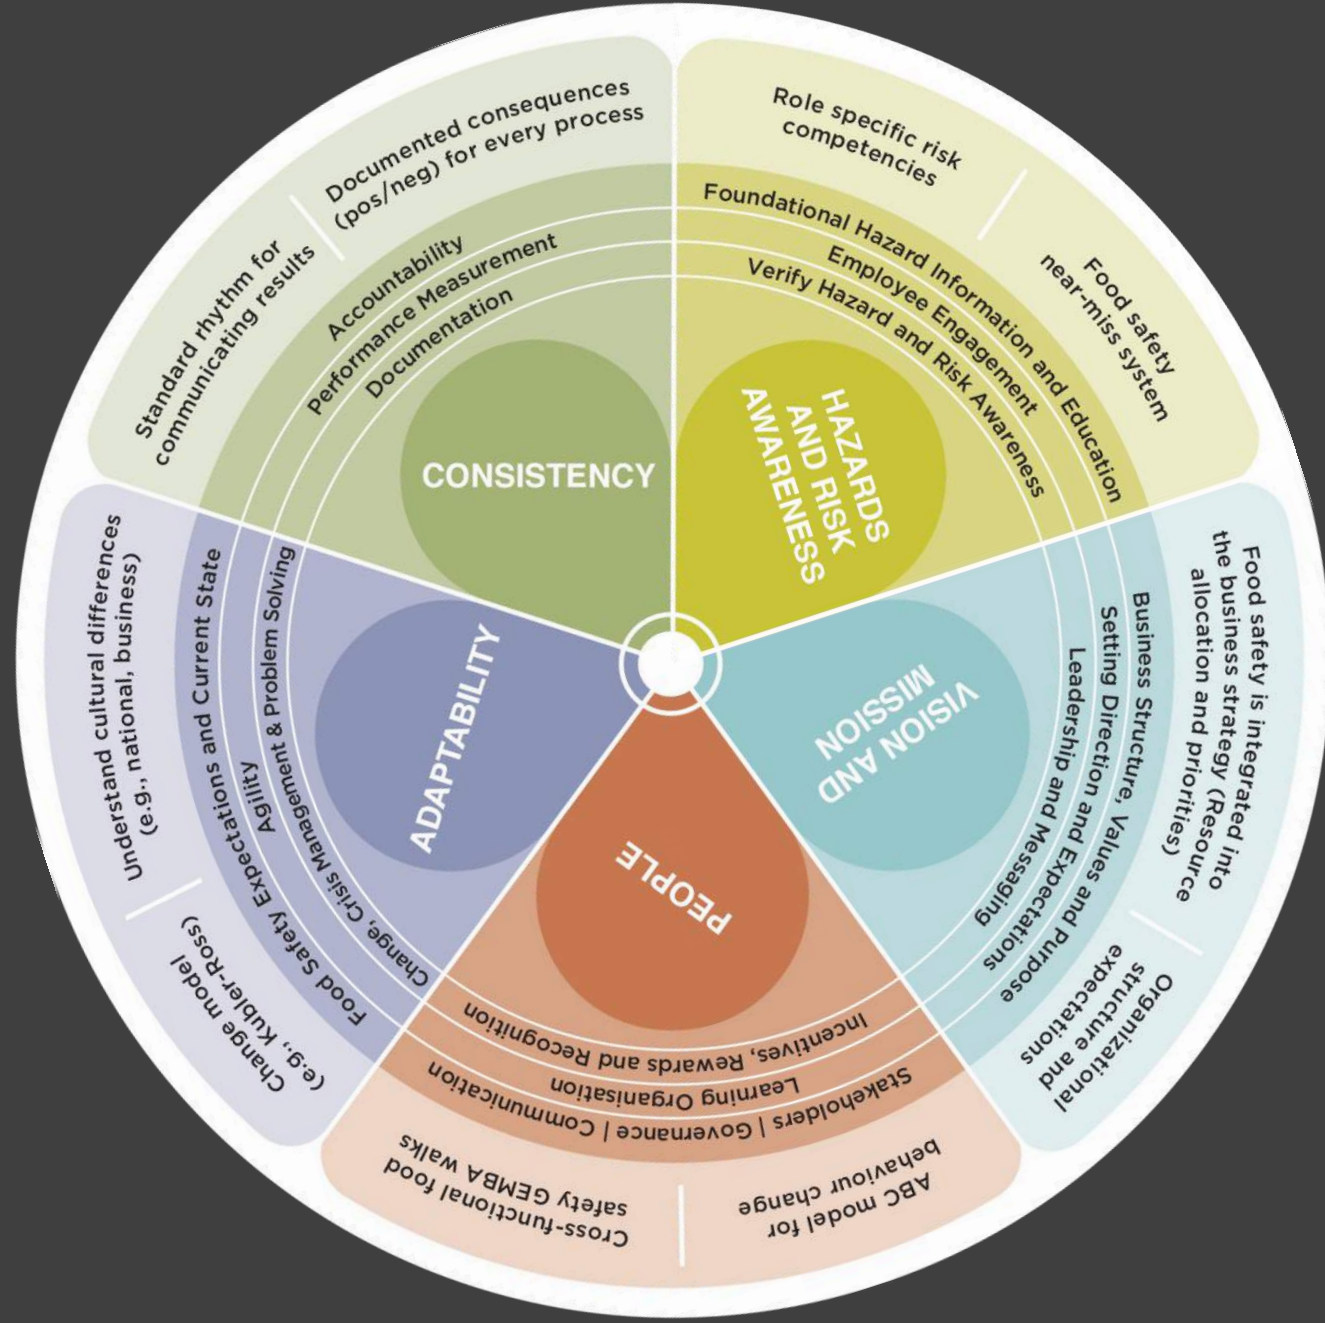 Documented consequences
(pos/neg) for every process
Standard rhythm for
communicating results
Accountability
Performance Measurement
Documentation
CONSISTENCY
Role specific risk
competencies
Food safety
near-miss system
Foundational Hazard Information and Education
Employee Engagement
Verify Hazard and Risk Awareness
HAZARDS
AND RISK
AWARENESS
Food safety is integrated into
the business strategy (Resource
allocation and priorities)
Organizational
structure and
expectations
Business Structure, Values and Purpose
Setting Direction and Expectations
Leadership and Messaging
VISION AND
MISSION
ABC model for
behaviour change
Cross-functional food
safety GEMBA walks
Stakeholders | Governance | Communication
Learning Organisation
Incentives, Rewards and Recognition
PEOPLE
Change model
(e.g., Kubler-Ross)
Understand cultural differences
(e.g., national, business)
Food Safety Expectations and Current State
Agility
Change, Crisis Management & Problem Solving
ADAPTABILITY